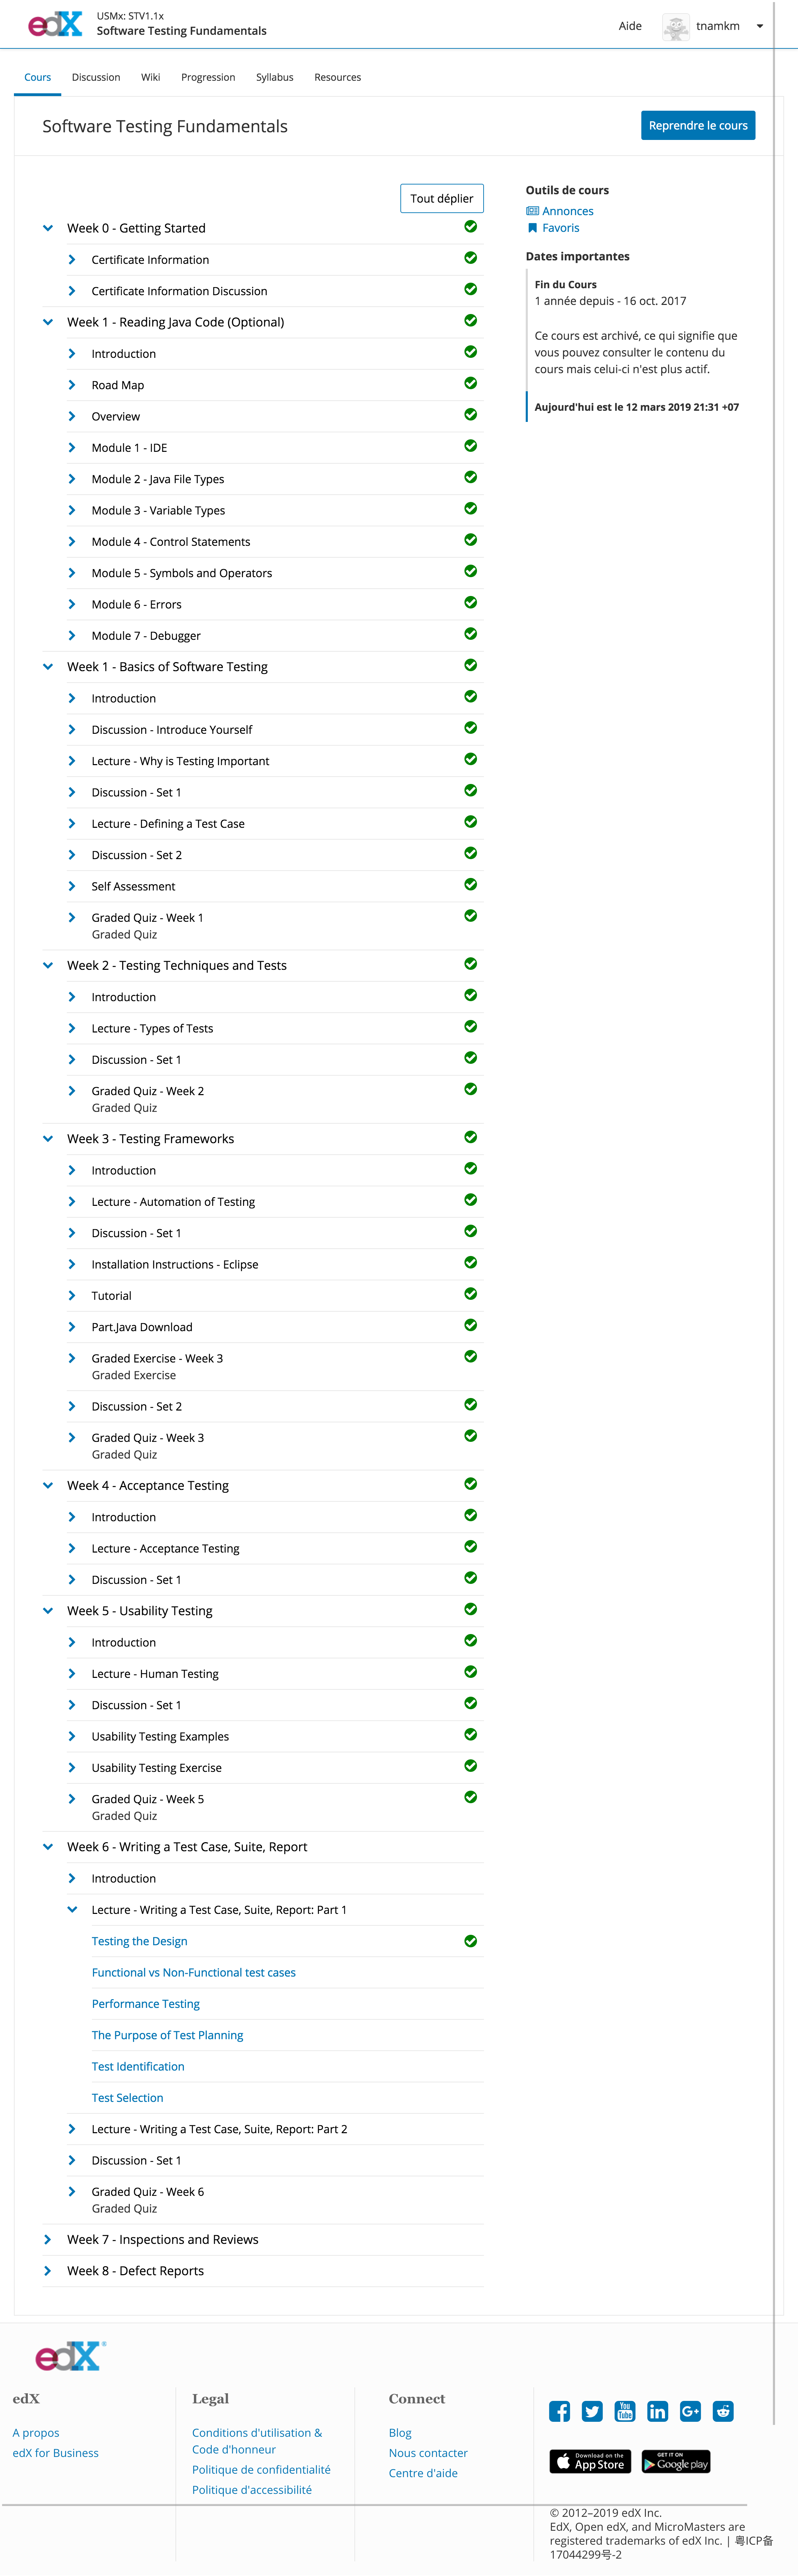 edX
USMx: STV1.1x
Software Testing Fundamentals
Aide
tnamkm
Cours
Discussion
Wiki
Progression
Syllabus
Resources
Software Testing Fundamentals
Reprendre le cours
Tout déplier
Week 0 - Getting Started
Certificate Information
Certificate Information Discussion
Week 1 - Reading Java Code (Optional)
Introduction
Road Map
Overview
Module 1 - IDE
Module 2 - Java File Types
Module 3 - Variable Types
Module 4 - Control Statements
Module 5 - Symbols and Operators
Module 6 - Errors
Module 7 - Debugger
Week 1 - Basics of Software Testing
Introduction
Discussion - Introduce Yourself
Lecture - Why is Testing Important
Discussion - Set 1
Lecture - Defining a Test Case
Discussion - Set 2
Self Assessment
Graded Quiz - Week 1
Graded Quiz
Week 2 - Testing Techniques and Tests
Introduction
Lecture - Types of Tests
Discussion - Set 1
Graded Quiz - Week 2
Graded Quiz
Week 3 - Testing Frameworks
Introduction
Lecture - Automation of Testing
Discussion - Set 1
Installation Instructions - Eclipse
Tutorial
Part.Java Download
Graded Exercise - Week 3
Graded Exercise
Discussion - Set 2
Graded Quiz - Week 3
Graded Quiz
Week 4 - Acceptance Testing
Introduction
Lecture - Acceptance Testing
Discussion - Set 1
Week 5 - Usability Testing
Introduction
Lecture - Human Testing
Discussion - Set 1
Usability Testing Examples
Usability Testing Exercise
Graded Quiz - Week 5
Graded Quiz
Week 6 - Writing a Test Case, Suite, Report
Introduction
Lecture - Writing a Test Case, Suite, Report: Part 1
Testing the Design
Functional vs Non-Functional test cases
Performance Testing
The Purpose of Test Planning
Test Identification
Test Selection
Lecture - Writing a Test Case, Suite, Report: Part 2
Discussion - Set 1
Graded Quiz - Week 6
Graded Quiz
Week 7 - Inspections and Reviews
Week 8 - Defect Reports
Outils de cours
Annonces
Favoris
Dates importantes
Fin du Cours
1 année depuis - 16 oct. 2017
Ce cours est archivé, ce qui signifie que
vous pouvez consulter le contenu du
cours mais celui-ci n'est plus actif.
Aujourd'hui est le 12 mars 2019 21:31 +07
edX
edX
A propos
edX for Business
Legal
Conditions d'utilisation &
Code d'honneur
Politique de confidentialité
Politique d'accessibilité
Connect
Blog
Nous contacter
Centre d'aide
You
Tube
in
G+
Download on the
App Store
GET IT ON
Google play
© 2012–2019 edX Inc.
EdX, Open edX, and MicroMasters are
registered trademarks of edX Inc. | 粤ICP备
17044299号-2